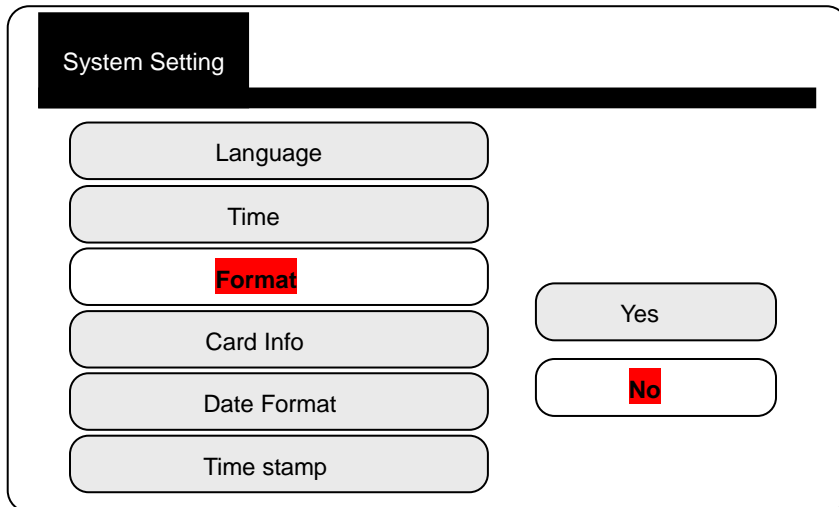 System Setting
Language
Time
Format
Card Info
Date Format
Time stamp
Yes
No